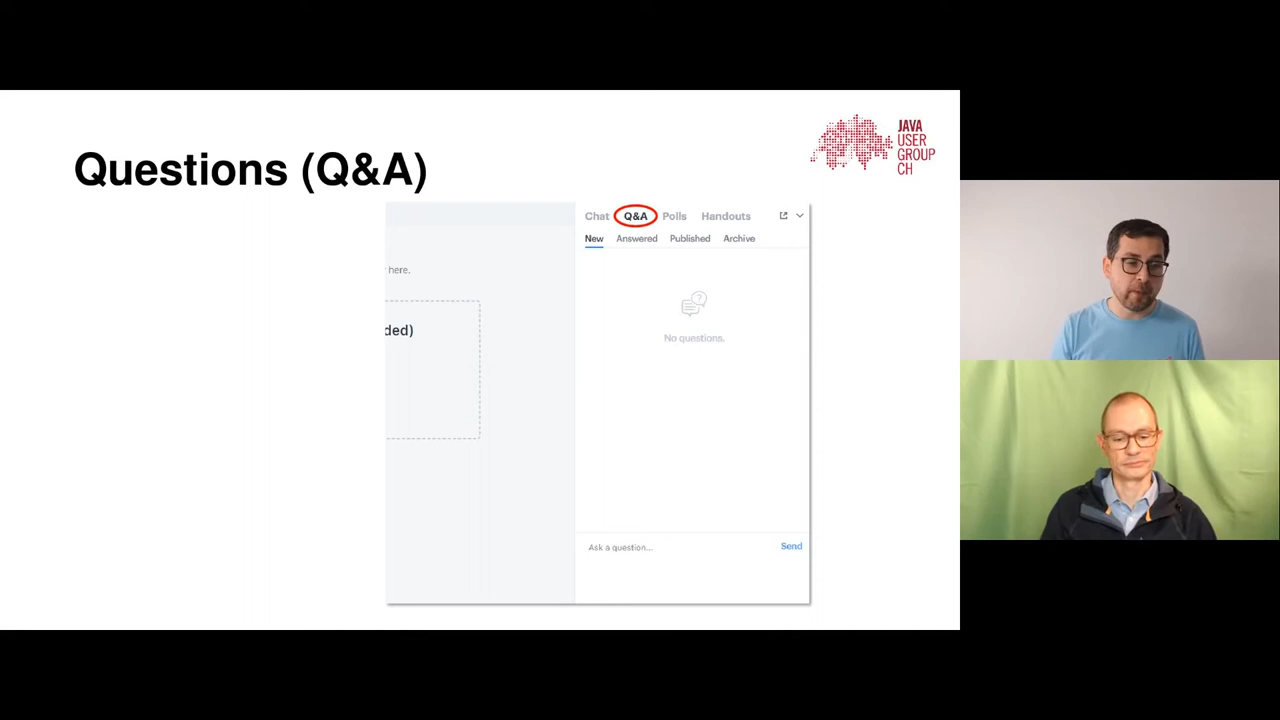 Questions (Q&A)
JAVA
USER
GROUP
CH
Chat Q&A Polls Handouts
New Answered Published Archive
here.
ded)
No questions.
Ask a question...
Send